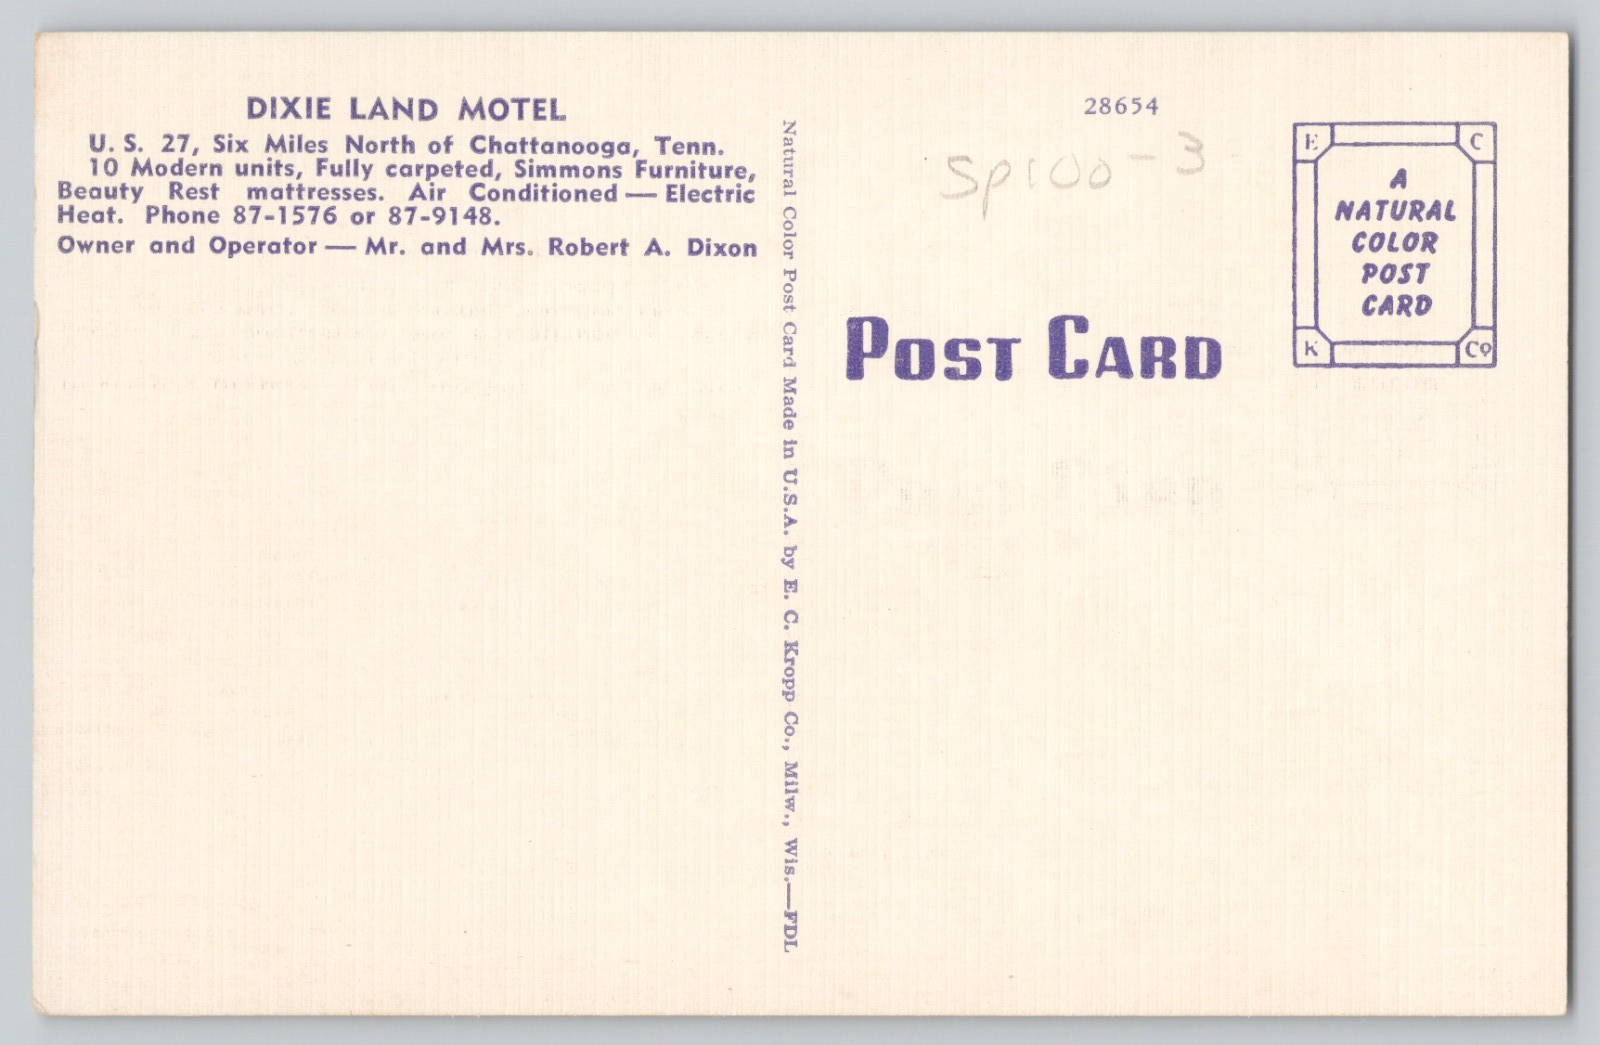 DIXIE LAND MOTEL
U. S. 27, Six Miles North of Chattanooga, Tenn.
10 Modern units, Fully carpeted, Simmons Furniture,
Beauty Rest mattresses. Air Conditioned — Electric
Heat. Phone 87-1576 or 87-9148.
Owner and Operator — Mr. and Mrs. Robert A. Dixon
Natural Color Post Card Made in U.S.A. by E. C. Kropp Co., Milw., Wis.—FDL
28654
SP100-3
POST CARD
E C
A
NATURAL
COLOR
POST
CARD
K Co